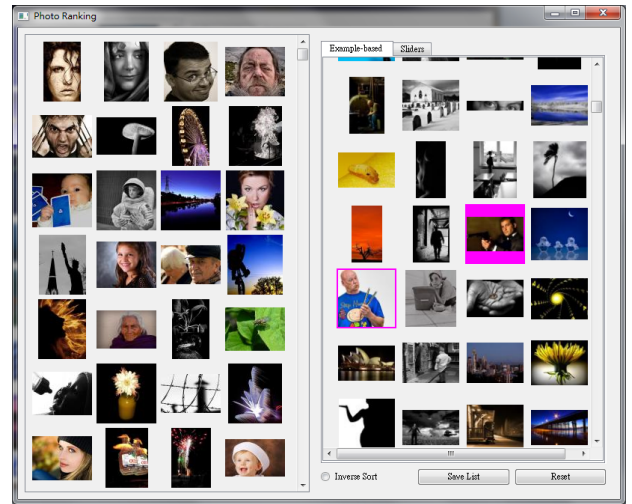 Photo Ranking
Example-based
Sliders
Inverse Sort
Save List
Reset